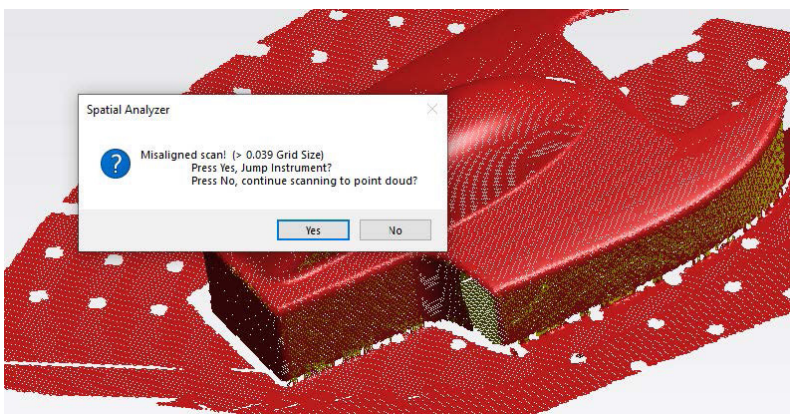 Spatial Analyzer
Misaligned scan! (> 0.039 Grid Size)
Press Yes, Jump Instrument?
Press No, continue scanning to point cloud?
Yes
No